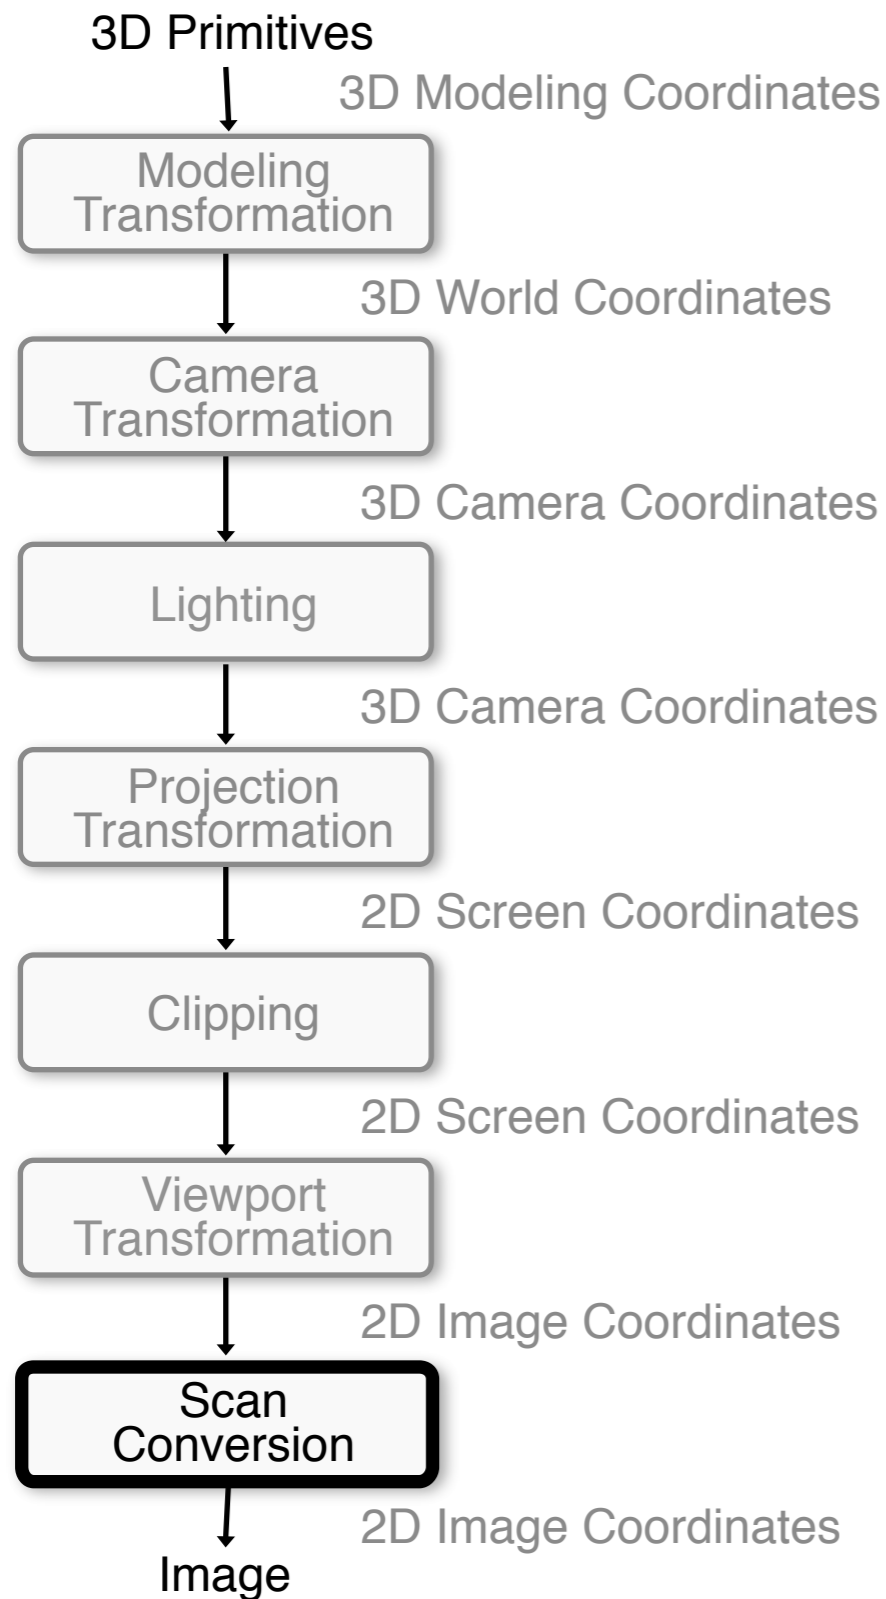 3D Primitives
3D Modeling Coordinates
Modeling
Transformation
3D World Coordinates
Camera
Transformation
3D Camera Coordinates
Lighting
3D Camera Coordinates
Projection
Transformation
2D Screen Coordinates
Clipping
2D Screen Coordinates
Viewport
Transformation
2D Image Coordinates
Scan
Conversion
2D Image Coordinates
Image